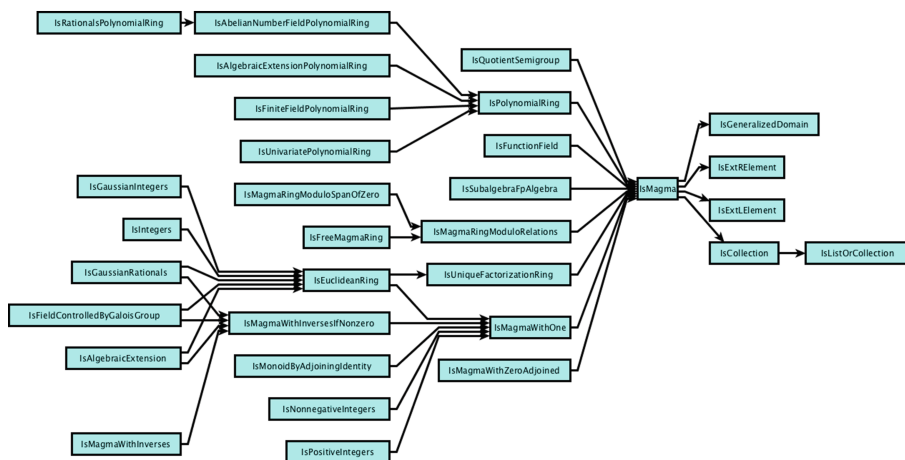 IsRationalsPolynomialRing
IsAbelianNumberFieldPolynomialRing
IsAlgebraicExtensionPolynomialRing
IsQuotientSemigroup
IsFiniteFieldPolynomialRing
IsPolynomialRing
IsGeneralizedDomain
IsUnivariatePolynomialRing
IsFunctionField
IsExtRElement
IsGaussianIntegers
IsMagmaRingModuloSpanOfZero
IsSubalgebraFpAlgebra
IsMagma
IsExtLElement
IsIntegers
IsFreeMagmaRing
IsMagmaRingModuloRelations
IsCollection
IsListOrCollection
IsGaussianRationals
IsEuclideanRing
IsUniqueFactorizationRing
IsFieldControlledByGaloisGroup
IsMagmaWithInversesIfNonzero
IsMagmaWithOne
IsAlgebraicExtension
IsMonoidByAdjoiningIdentity
IsMagmaWithZeroAdjoined
IsNonnegativeIntegers
IsMagmaWithInverses
IsPositiveIntegers